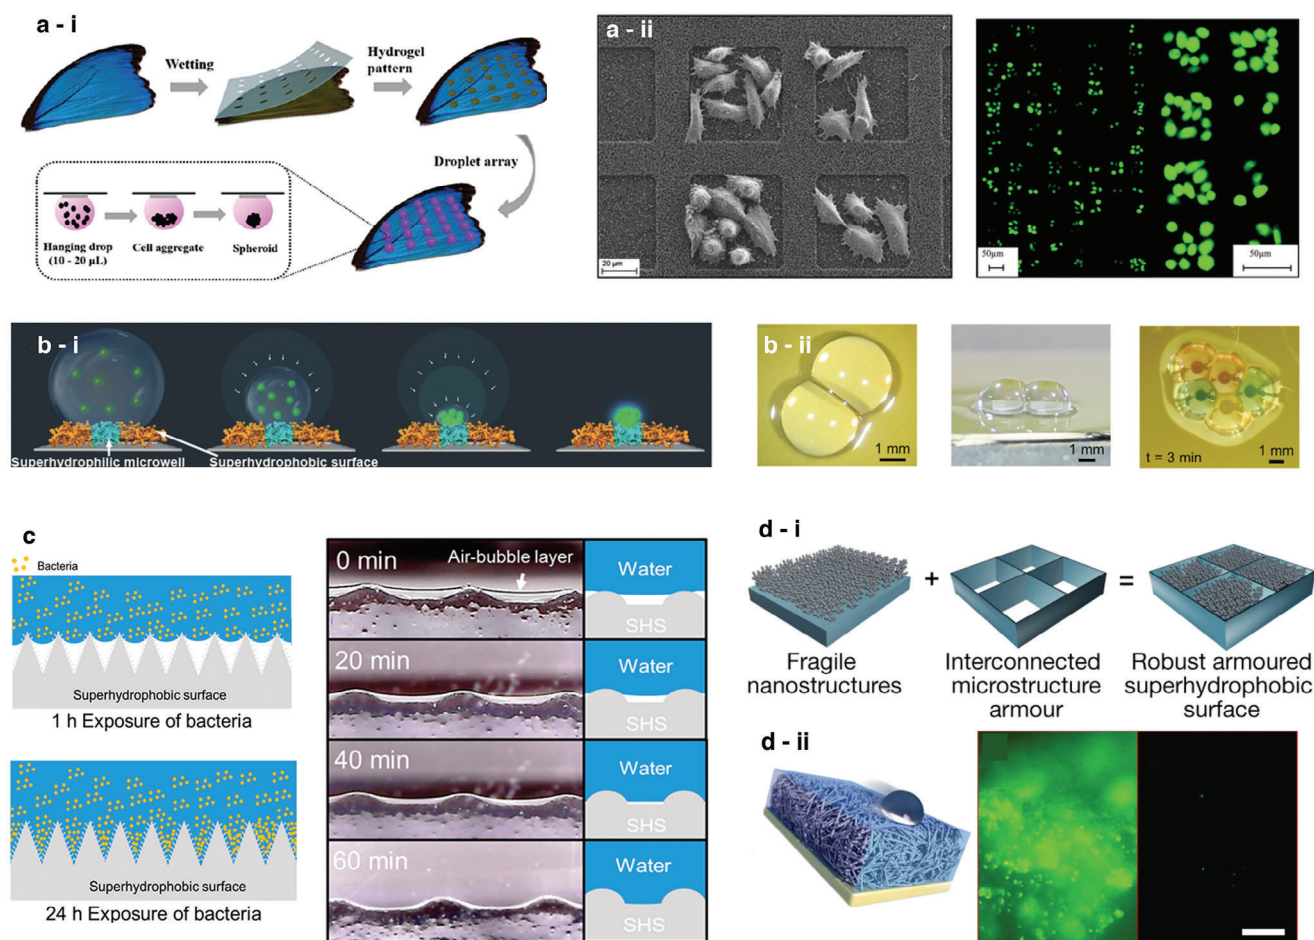 a - i
Wetting
Hydrogel
pattern
Droplet array
Hanging drop
(10 - 20 µL)
Cell aggregate
Spheroid
a - ii
20 µm
50µm
50µm
b - i
Superhydrophilic microwell
Superhydrophobic surface
b - ii
1 mm
1 mm
t = 3 min
1 mm
c
Bacteria
Superhydrophobic surface
1 h Exposure of bacteria
Superhydrophobic surface
24 h Exposure of bacteria
0 min
Air-bubble layer
Water
SHS
20 min
Water
SHS
40 min
Water
SHS
60 min
Water
SHS
d - i
+
=
Fragile
nanostructures
Interconnected
microstructure
armour
Robust armoured
superhydrophobic
surface
d - ii